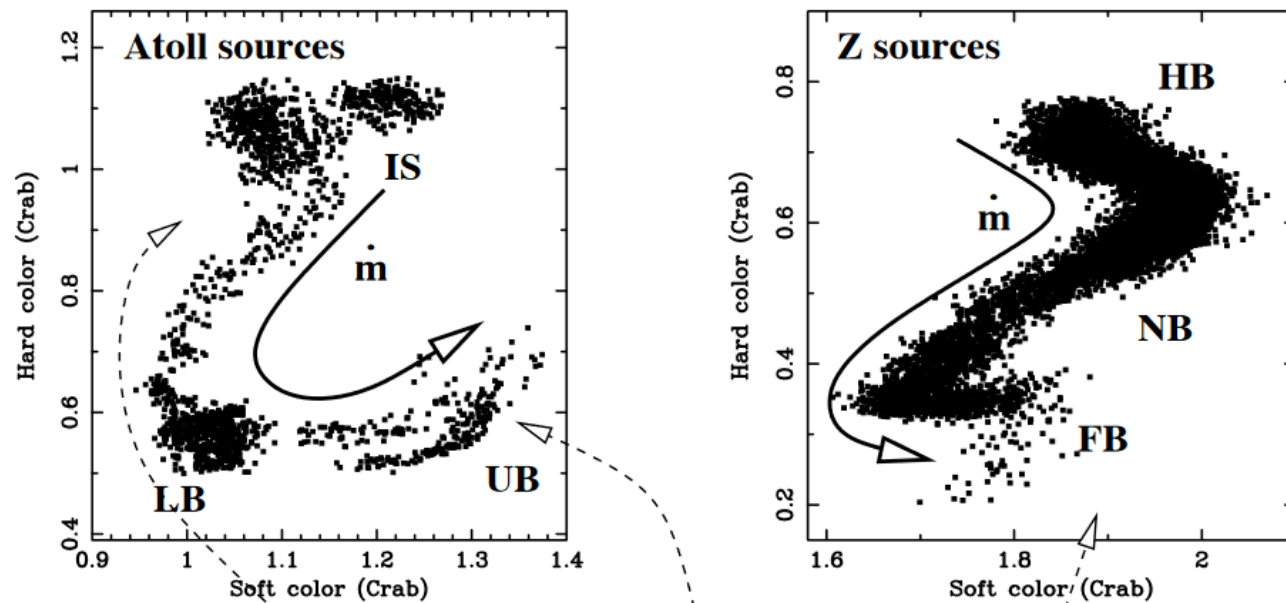 Atoll sources
Hard color (Crab)
1.2
1
0.8
0.6
0.4
IS
ṁ
LB
UB
0.9
1
1.1
1.2
1.3
1.4
Soft color (Crab)
Z sources
Hard color (Crab)
0.8
0.6
0.4
0.2
HB
ṁ
NB
FB
1.6
1.8
2
Soft color (Crab)